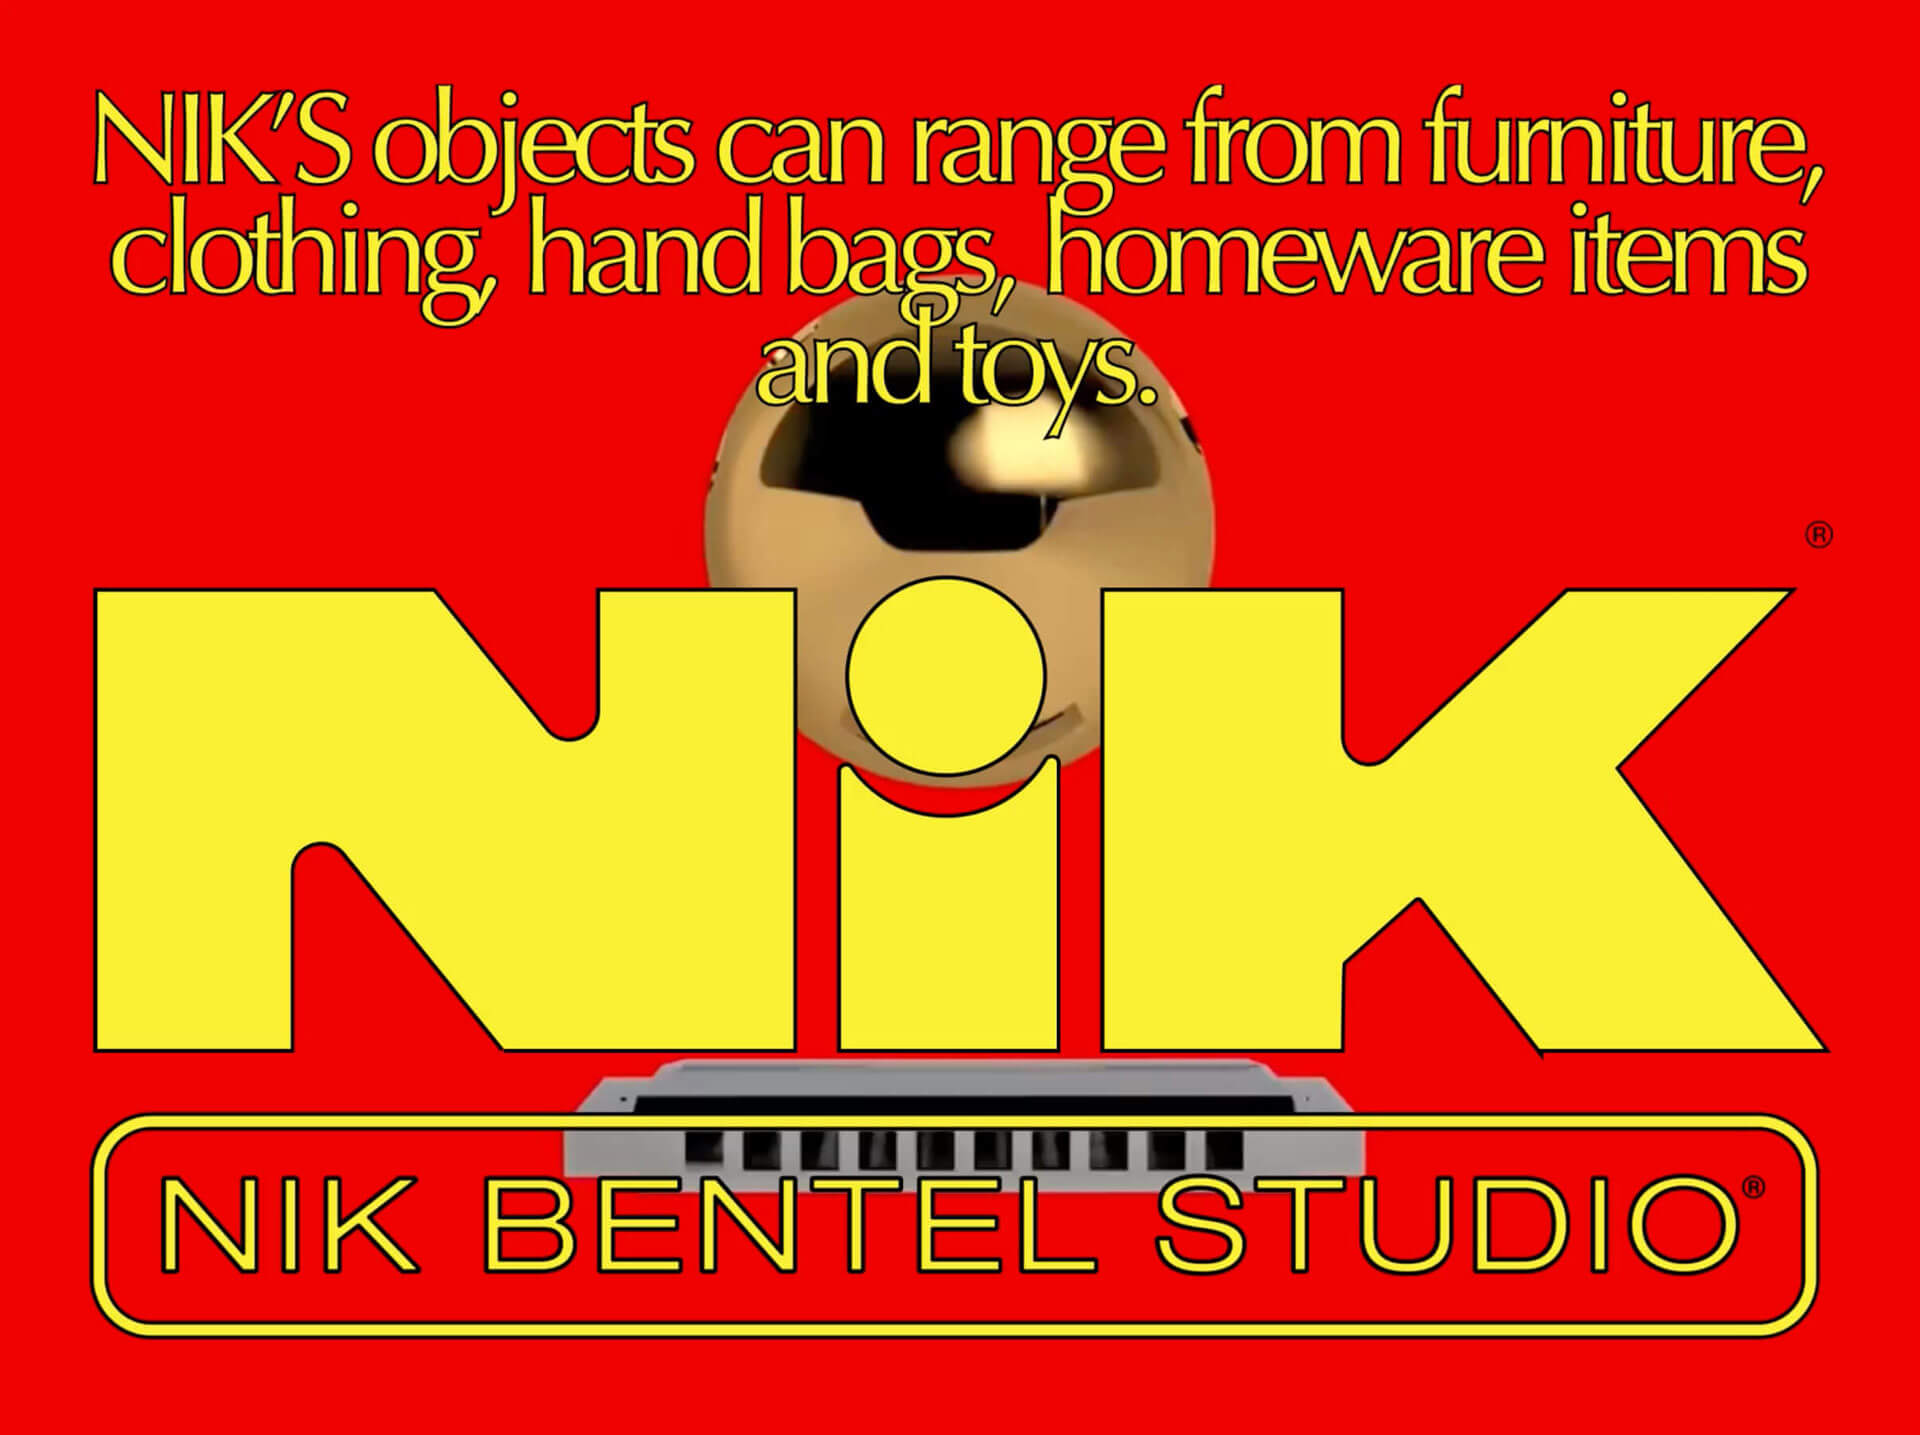 NIK'S objects can range from furniture,
clothing, hand bags, homeware items
and toys.
NiK®
NIK BENTEL STUDIO®